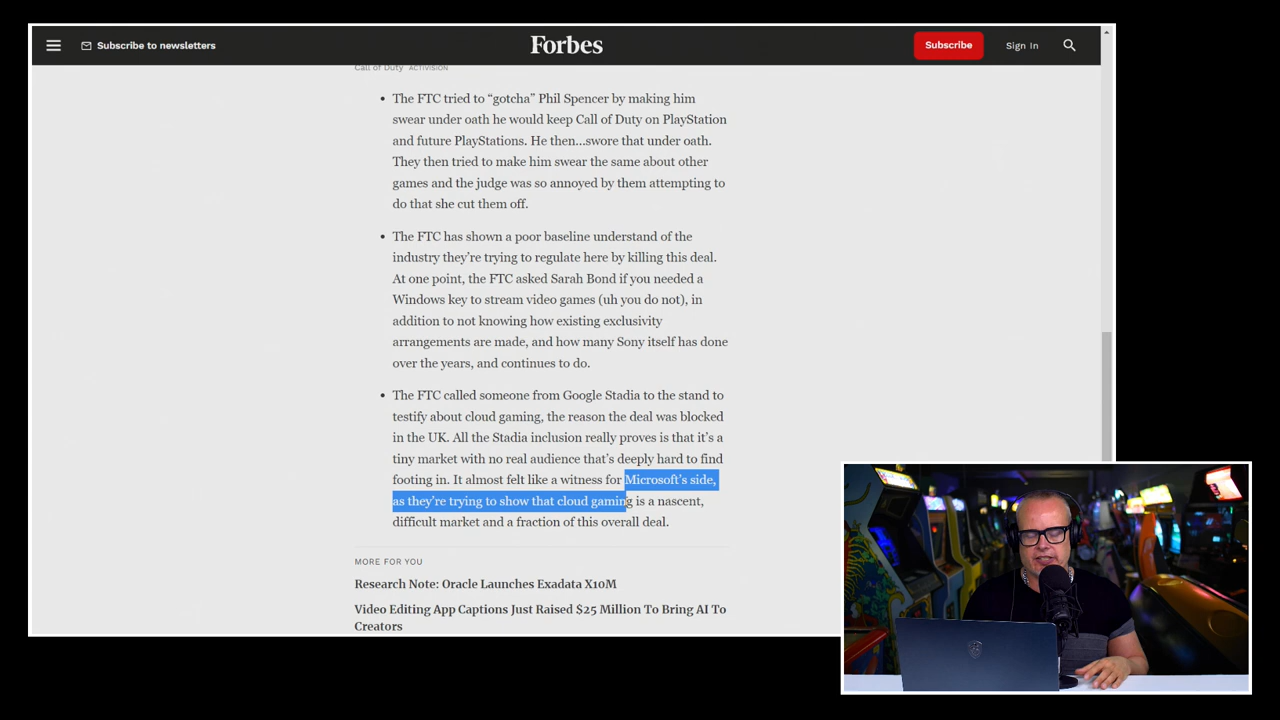 Subscribe to newsletters
Forbes
Subscribe
Sign In
Call of Duty ACTIVISION
• The FTC tried to “gotcha” Phil Spencer by making him
swear under oath he would keep Call of Duty on PlayStation
and future PlayStations. He then…swore that under oath.
They then tried to make him swear the same about other
games and the judge was so annoyed by them attempting to
do that she cut them off.
• The FTC has shown a poor baseline understand of the
industry they’re trying to regulate here by killing this deal.
At one point, the FTC asked Sarah Bond if you needed a
Windows key to stream video games (uh you do not), in
addition to not knowing how existing exclusivity
arrangements are made, and how many Sony itself has done
over the years, and continues to do.
• The FTC called someone from Google Stadia to the stand to
testify about cloud gaming, the reason the deal was blocked
in the UK. All the Stadia inclusion really proves is that it’s a
tiny market with no real audience that’s deeply hard to find
footing in. It almost felt like a witness for Microsoft’s side,
as they’re trying to show that cloud gaming is a nascent,
difficult market and a fraction of this overall deal.
MORE FOR YOU
Research Note: Oracle Launches Exadata X10M
Video Editing App Captions Just Raised $25 Million To Bring AI To
Creators